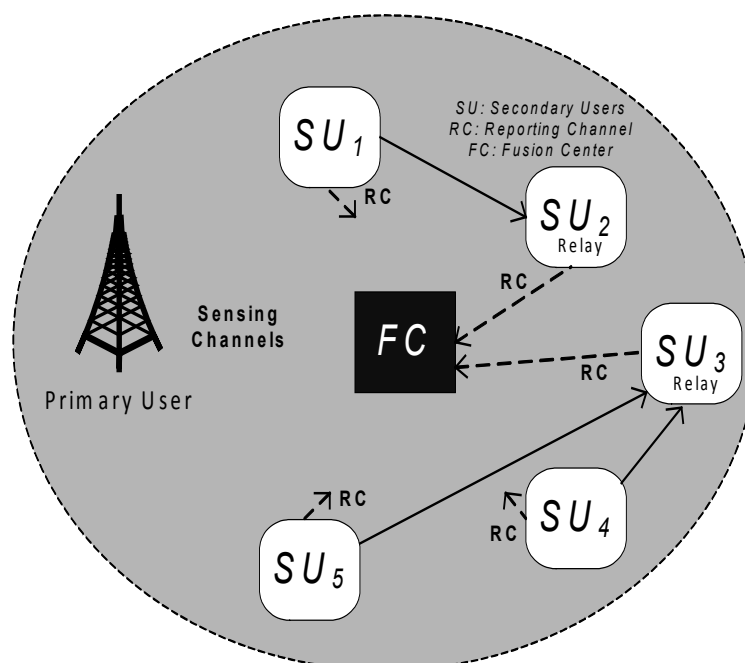 SU1
SU: Secondary Users
RC: Reporting Channel
FC: Fusion Center
RC
SU2
Relay
RC
Sensing
Channels
FC
SU3
Relay
RC
Primary User
RC
SU4
RC
SU5